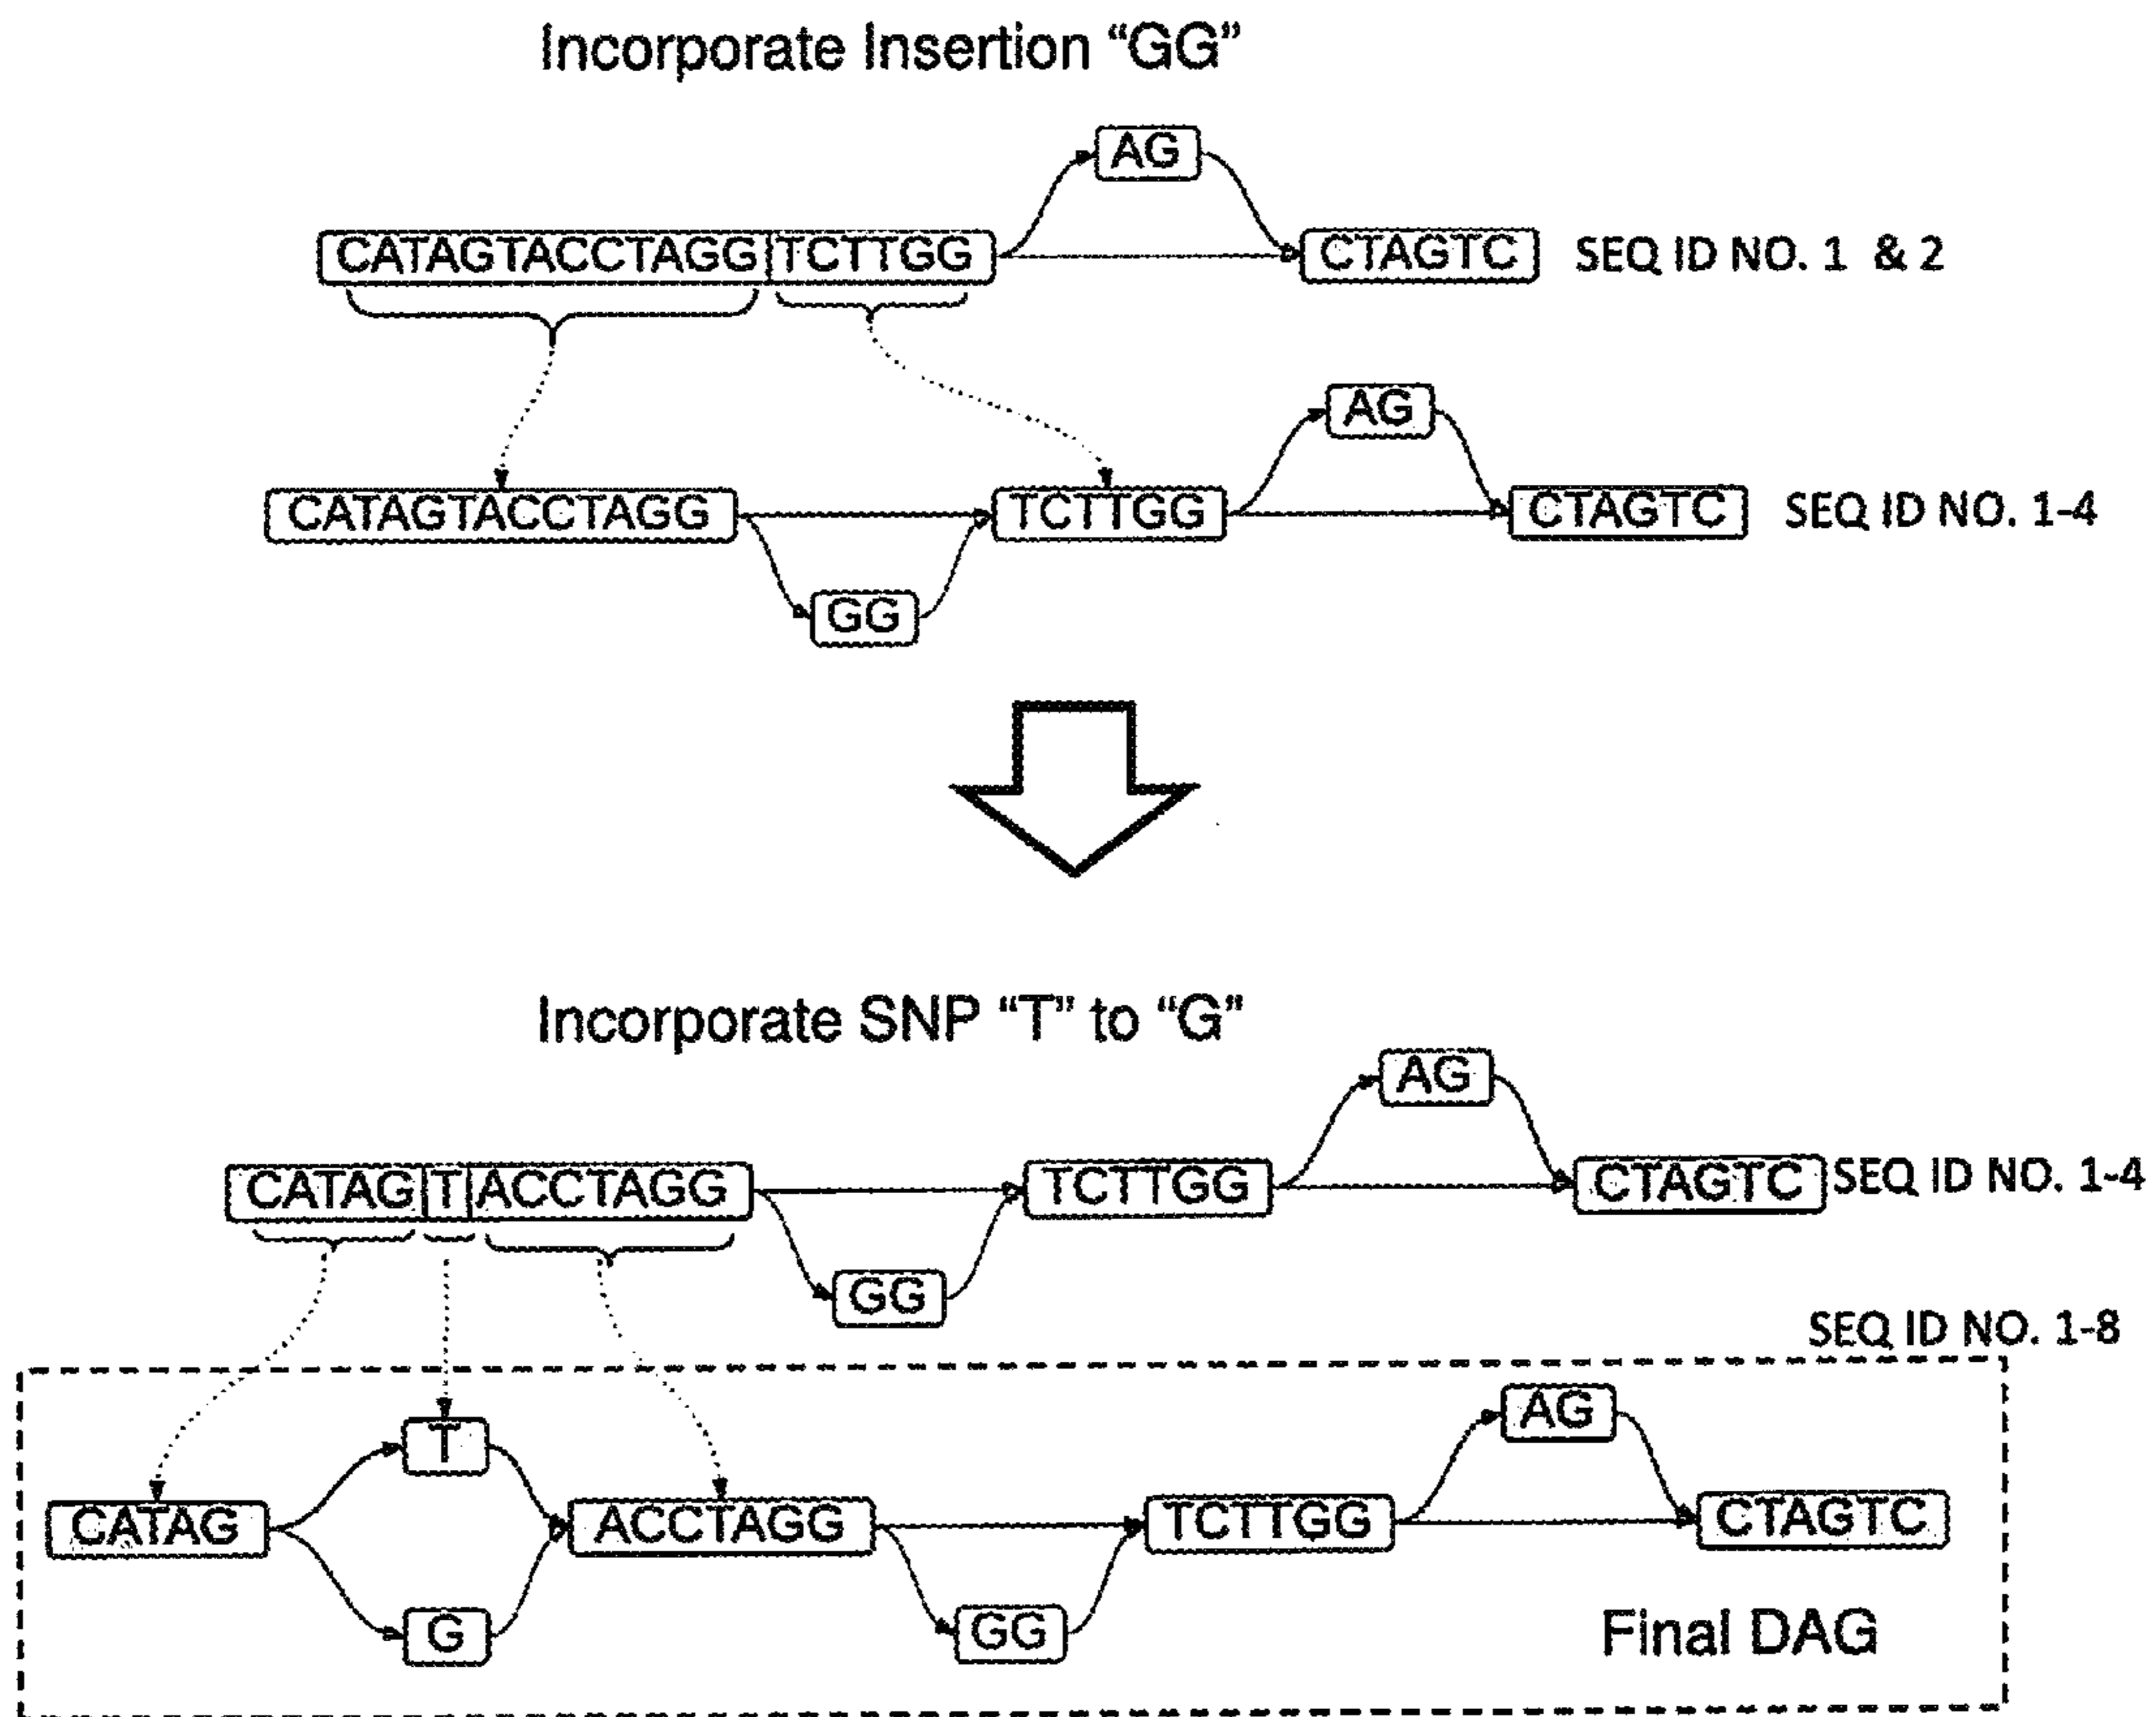 Incorporate Insertion “GG”
AG
CATAGTACCTAGG TCTTGG CTAGTC SEQ ID NO. 1 & 2
AG
CATAGTACCTAGG TCTTGG CTAGTC SEQ ID NO. 1-4
GG
Incorporate SNP “T” to “G”
AG
CATAG T ACCTAGG TCTTGG CTAGTC SEQ ID NO. 1-4
GG
SEQ ID NO. 1-8
AG
T
CATAG ACCTAGG TCTTGG CTAGTC
G GG Final DAG